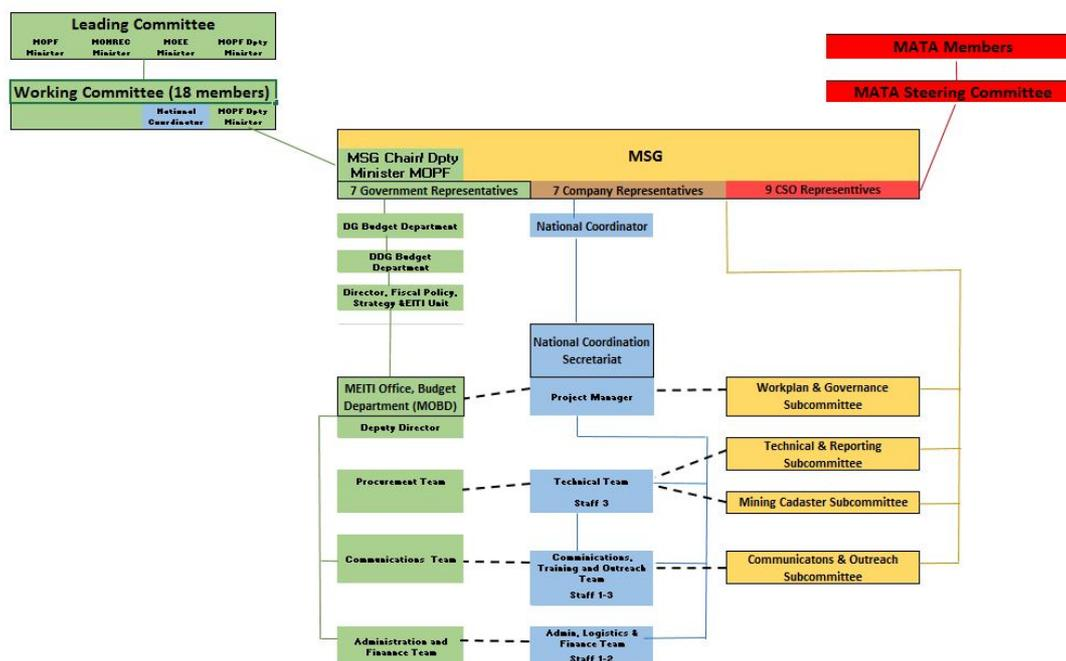 Leading Committee
MOPF MONREC MOEE MOPF Dpty
Minister Minister Minister Minister
MATA Members
Working Committee (18 members)
MATA Steering Committee
National MOPF Dpty
Coordinator Minister
MSG Chair/ Dpty
Minister MOPF
MSG
7 Government Representatives
7 Company Representatives
9 CSO Representtives
DG Budget Department
National Coordinator
DDG Budget
Department
Director, Fiscal Policy,
Strategy &EITI Unit
National Coordination
Secretariat
MEITI Office, Budget
Department (MOBD)
Deputy Director
Project Manager
Workplan & Governance
Subcommittee
Technical & Reporting
Subcommittee
Procurement Team
Technical Team
Staff 3
Mining Cadaster Subcommittee
Communications Team
Comminications,
Training and Outreach
Team
Staff 1-3
Communicatons & Outreach
Subcommittee
Administration and
Finannce Team
Admin, Logistics &
Finance Team
Staff 1-2